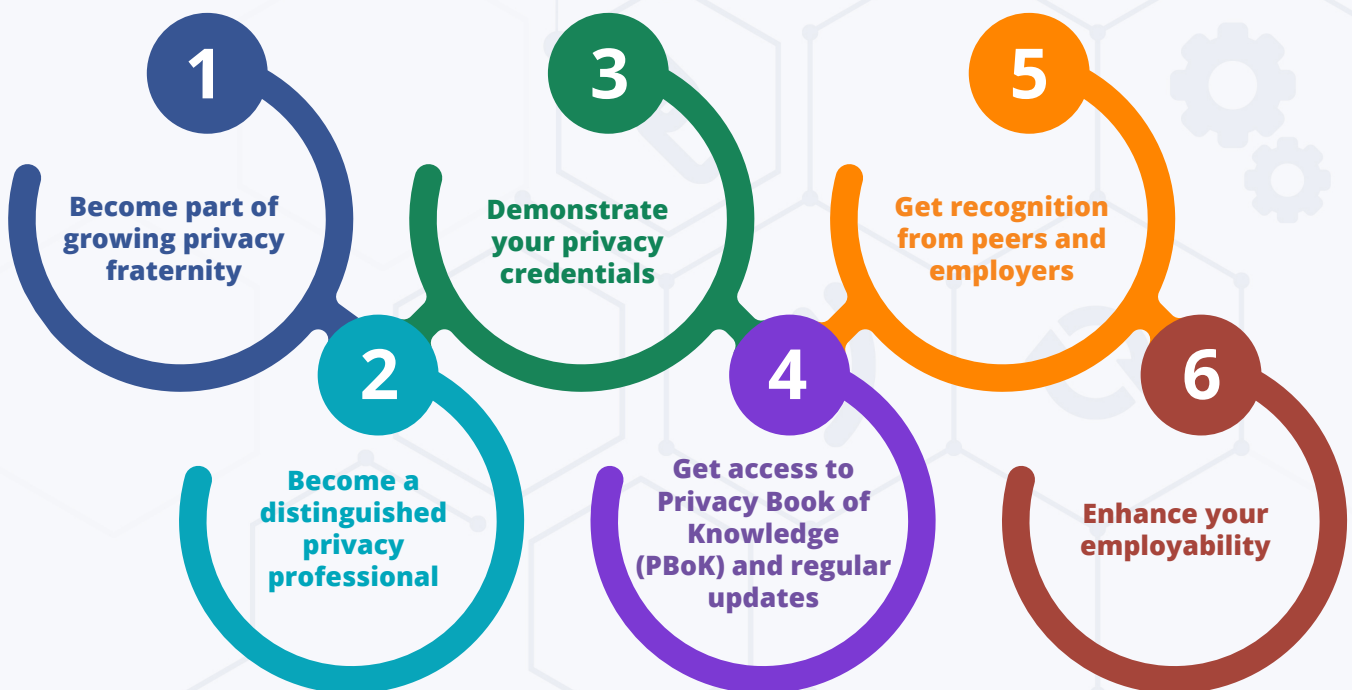 1
Become part of
growing privacy
fraternity
2
Become a
distinguished
privacy
professional
3
Demonstrate
your privacy
credentials
4
Get access to
Privacy Book of
Knowledge
(PBoK) and regular
updates
5
Get recognition
from peers and
employers
6
Enhance your
employability